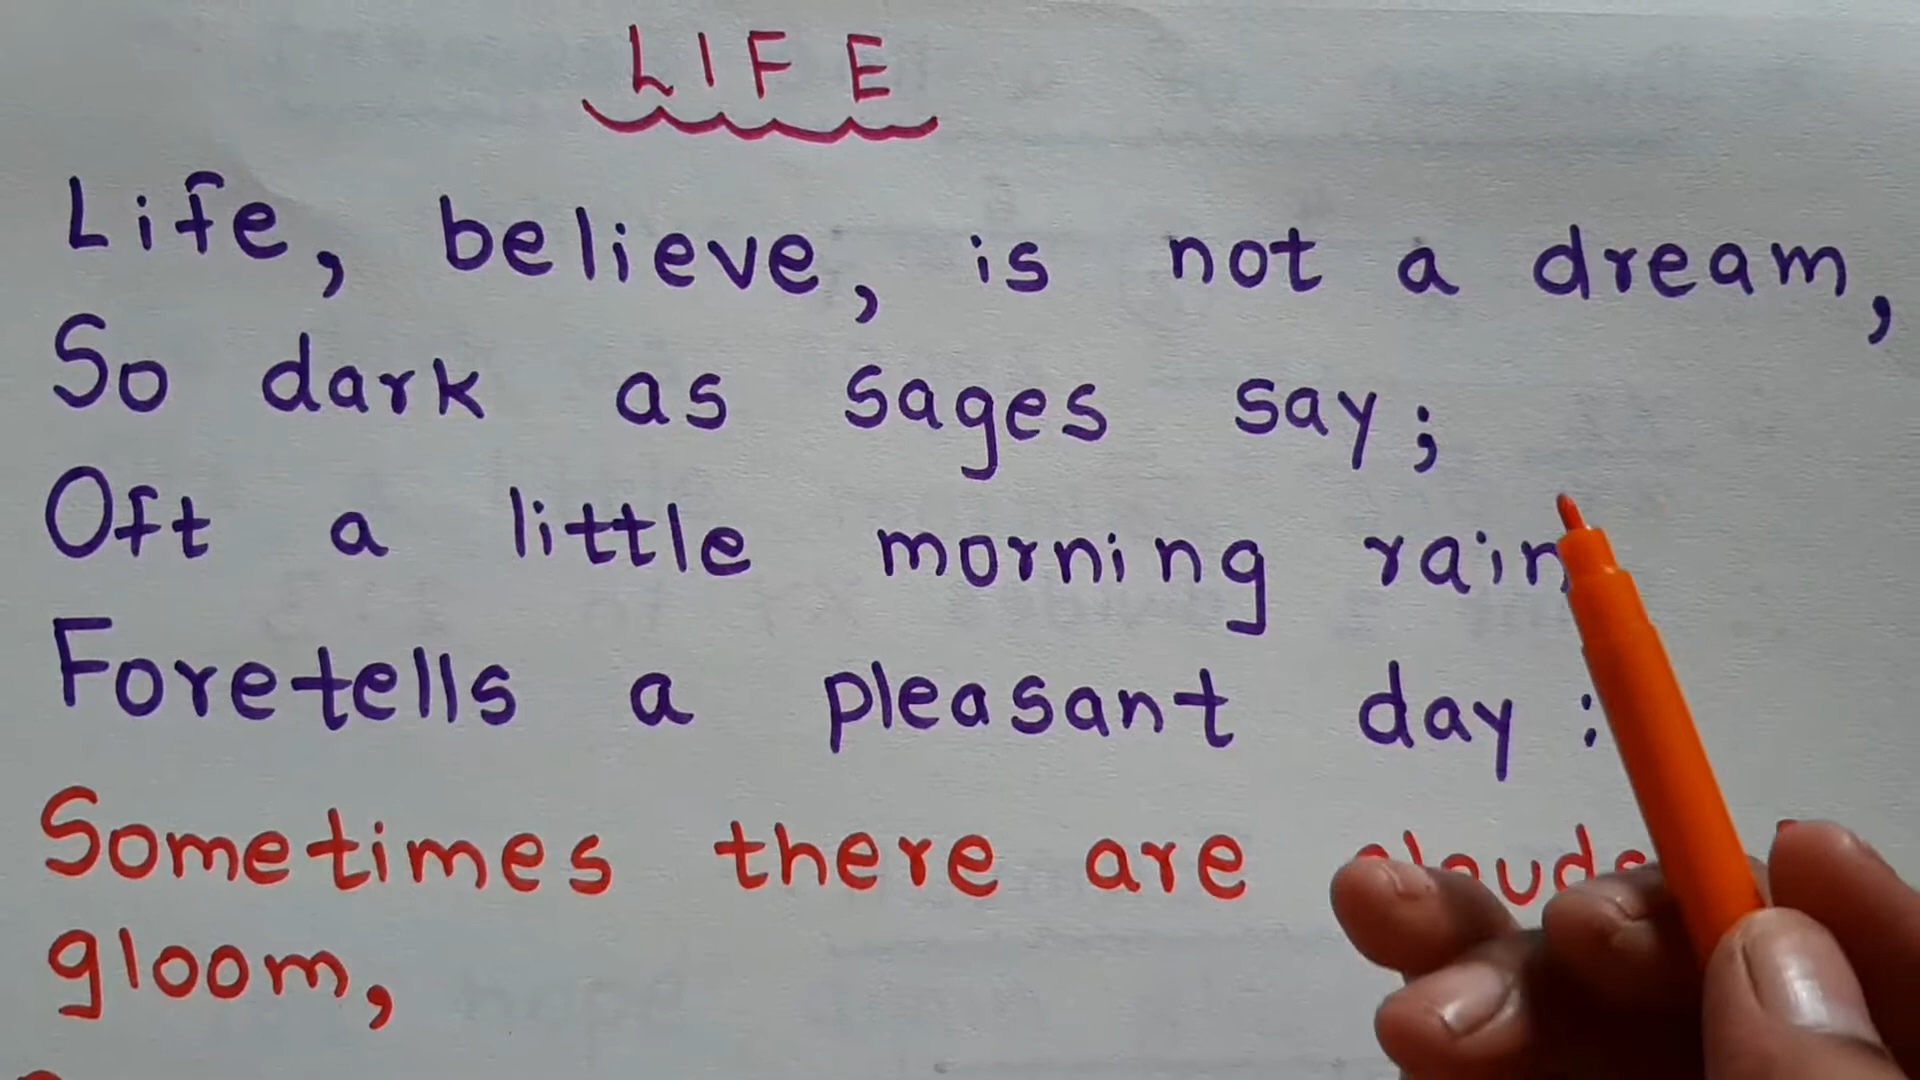 LIFE
Life, believe, is not a dream,
So dark as sages say;
Oft a little morning rain
Foretells a pleasant day :
Sometimes there are clouds
gloom,